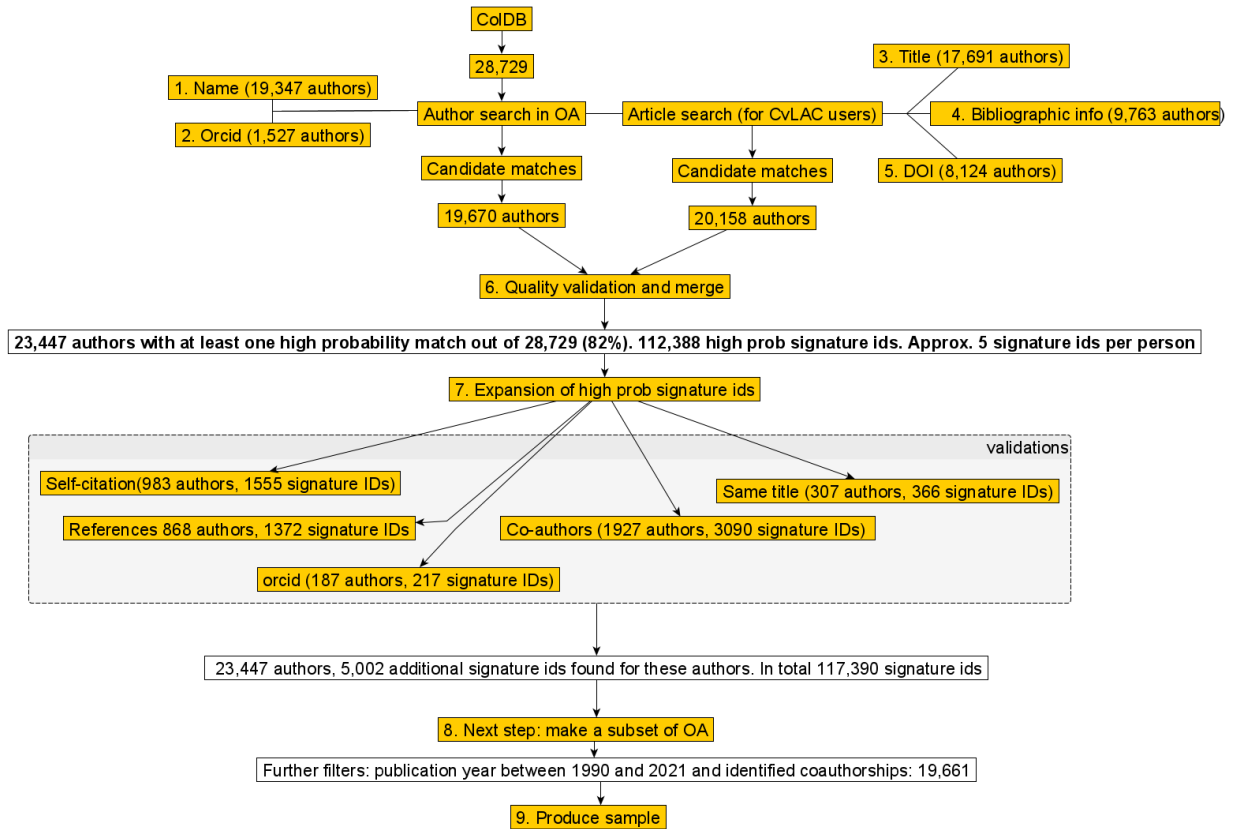 ColDB
28,729
1. Name (19,347 authors)
2. Orcid (1,527 authors)
Author search in OA
Article search (for CvLAC users)
3. Title (17,691 authors)
4. Bibliographic info (9,763 authors)
5. DOI (8,124 authors)
Candidate matches
Candidate matches
19,670 authors
20,158 authors
6. Quality validation and merge
23,447 authors with at least one high probability match out of 28,729 (82%). 112,388 high prob signature ids. Approx. 5 signature ids per person
7. Expansion of high prob signature ids
validations
Self-citation(983 authors, 1555 signature IDs)
Same title (307 authors, 366 signature IDs)
References 868 authors, 1372 signature IDs
Co-authors (1927 authors, 3090 signature IDs)
orcid (187 authors, 217 signature IDs)
23,447 authors, 5,002 additional signature ids found for these authors. In total 117,390 signature ids
8. Next step: make a subset of OA
Further filters: publication year between 1990 and 2021 and identified coauthorships: 19,661
9. Produce sample